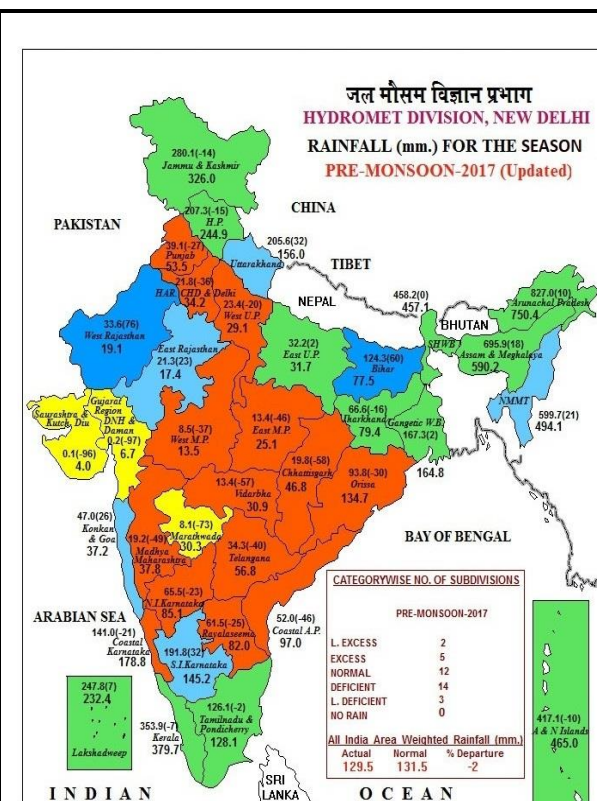 जल मौसम विज्ञान प्रभाग
HYDROMET DIVISION, NEW DELHI
RAINFALL (mm.) FOR THE SEASON
PRE-MONSOON-2017 (Updated)
280.1(-14)
Jammu & Kashmir
326.0
CHINA
207.3(-15)
H.P.
244.9
PAKISTAN
39.1(-27)
Punjab
53.5
205.6(32)
156.0
Uttarakhand
TIBET
21.8(-36)
HAR. CHD & Delhi
34.2
23.4(-20)
West U.P.
29.1
NEPAL
458.2(0)
457.1
827.0(10)
Arunachal Pradesh
750.4
BHUTAN
33.6(76)
West Rajasthan
19.1
East Rajasthan
21.3(23)
17.4
32.2(2)
East U.P.
31.7
124.3(60)
Bihar
77.5
SHWB
695.9(18)
Assam & Meghalaya
590.2
NMMT
599.7(21)
494.1
Saurashtra &
Kutch, Diu
0.1(-96)
4.0
Gujarat
Region
DNH &
Daman
0.2(-97)
6.7
8.5(-37)
West M.P.
13.5
13.4(-46)
East M.P.
25.1
66.6(-16)
Jharkhand
79.4
Gangetic W.B.
167.3(2)
164.8
19.8(-58)
Chhattisgarh
46.8
93.8(-30)
Orissa
134.7
13.4(-57)
Vidarbha
30.9
47.0(26)
Konkan
& Goa
37.2
8.1(-73)
Marathwada
30.3
19.2(-49)
Madhya
Maharashtra
37.8
34.3(-40)
Telangana
56.8
BAY OF BENGAL
65.5(-23)
N.I.Karnataka
85.1
61.5(-25)
Rayalaseema
82.0
52.0(-46)
Coastal A.P.
97.0
ARABIAN SEA
141.0(-21)
Coastal
Karnataka
178.8
191.8(32)
S.I.Karnataka
145.2
CATEGORYWISE NO. OF SUBDIVISIONS
PRE-MONSOON-2017
L. EXCESS 2
EXCESS 5
NORMAL 12
DEFICIENT 14
L. DEFICIENT 3
NO RAIN 0
All India Area Weighted Rainfall (mm.)
Actual Normal % Departure
129.5 131.5 -2
247.8(7)
232.4
Lakshadweep
126.1(-2)
Tamilnadu &
Pondicherry
128.1
353.9(-7)
Kerala
379.7
417.1(-10)
A & N Islands
465.0
SRI
LANKA
INDIAN OCEAN